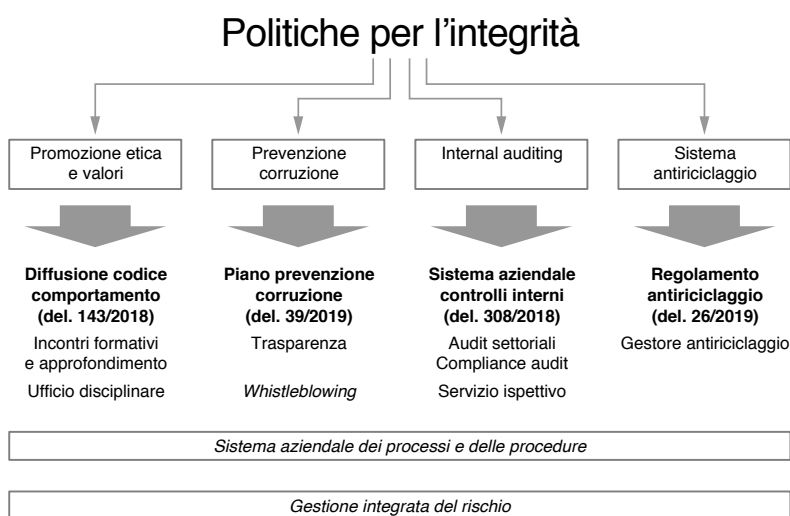 Politiche per l'integrità
Promozione etica
e valori
Prevenzione
corruzione
Internal auditing
Sistema
antiriciclaggio
Diffusione codice
comportamento
(del. 143/2018)
Incontri formativi
e approfondimento
Ufficio disciplinare
Piano prevenzione
corruzione
(del. 39/2019)
Trasparenza
Whistleblowing
Sistema aziendale
controlli interni
(del. 308/2018)
Audit settoriali
Compliance audit
Servizio ispettivo
Regolamento
antiriciclaggio
(del. 26/2019)
Gestore antiriciclaggio
Sistema aziendale dei processi e delle procedure
Gestione integrata del rischio